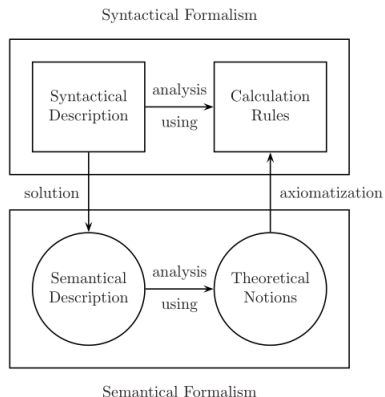 Syntactical Formalism
Syntactical
Description
analysis
using
Calculation
Rules
solution
axiomatization
Semantical
Description
analysis
using
Theoretical
Notions
Semantical Formalism